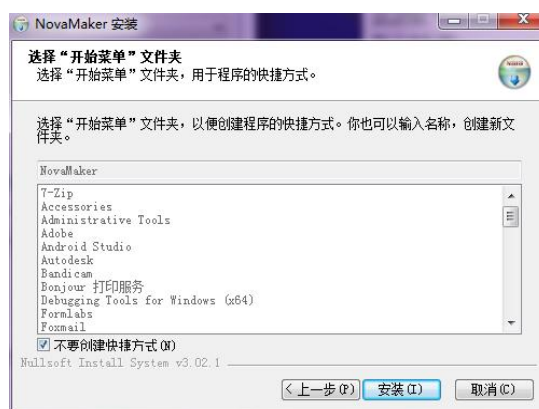 NovaMaker 安装
选择“开始菜单”文件夹
选择“开始菜单”文件夹，用于程序的快捷方式。
选择“开始菜单”文件夹，以便创建程序的快捷方式。你也可以输入名称，创建新文
件夹。
NovaMaker
7-Zip
Accessories
Administrative Tools
Adobe
Android Studio
Autodesk
Bandicam
Bonjour 打印服务
Debugging Tools for Windows (x64)
Formlabs
Foxmail
不要创建快捷方式(N)
Nullsoft Install System v3.02.1
<上一步(P) 安装(I) 取消(C)